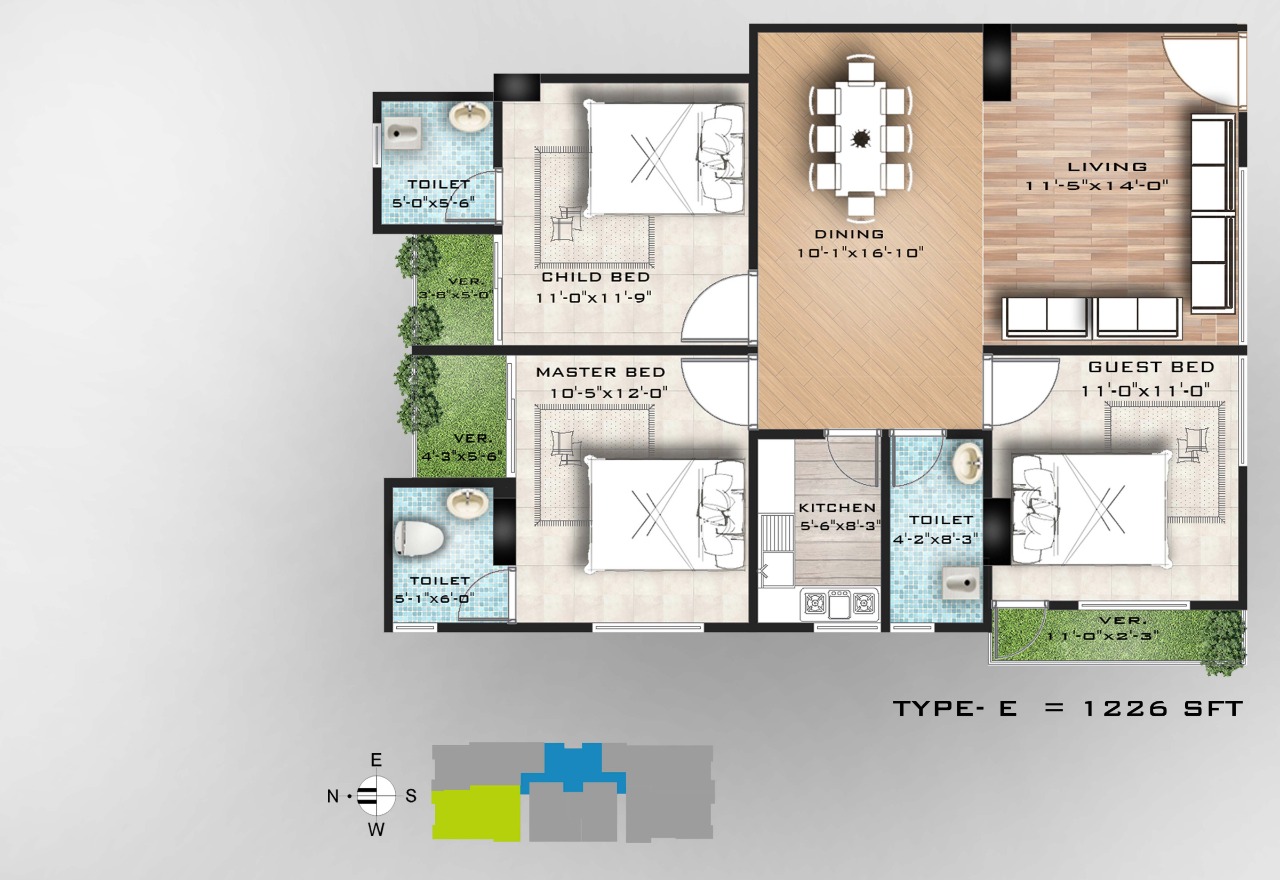 LIVING
11'-5"x14'-0"
TOILET
5'-0"x5'-6"
DINING
10'-1"x16'-10"
CHILD BED
11'-0"x11'-9"
VER.
3'-8"x5'-0"
MASTER BED
10'-5"x12'-0"
GUEST BED
11'-0"x11'-0"
VER.
4'-3"x5'-6"
KITCHEN
5'-6"x8'-3"
TOILET
4'-2"x8'-3"
TOILET
5'-1"x6'-0"
VER.
11'-0"x2'-3"
TYPE- E = 1226 SFT
E
N S
W